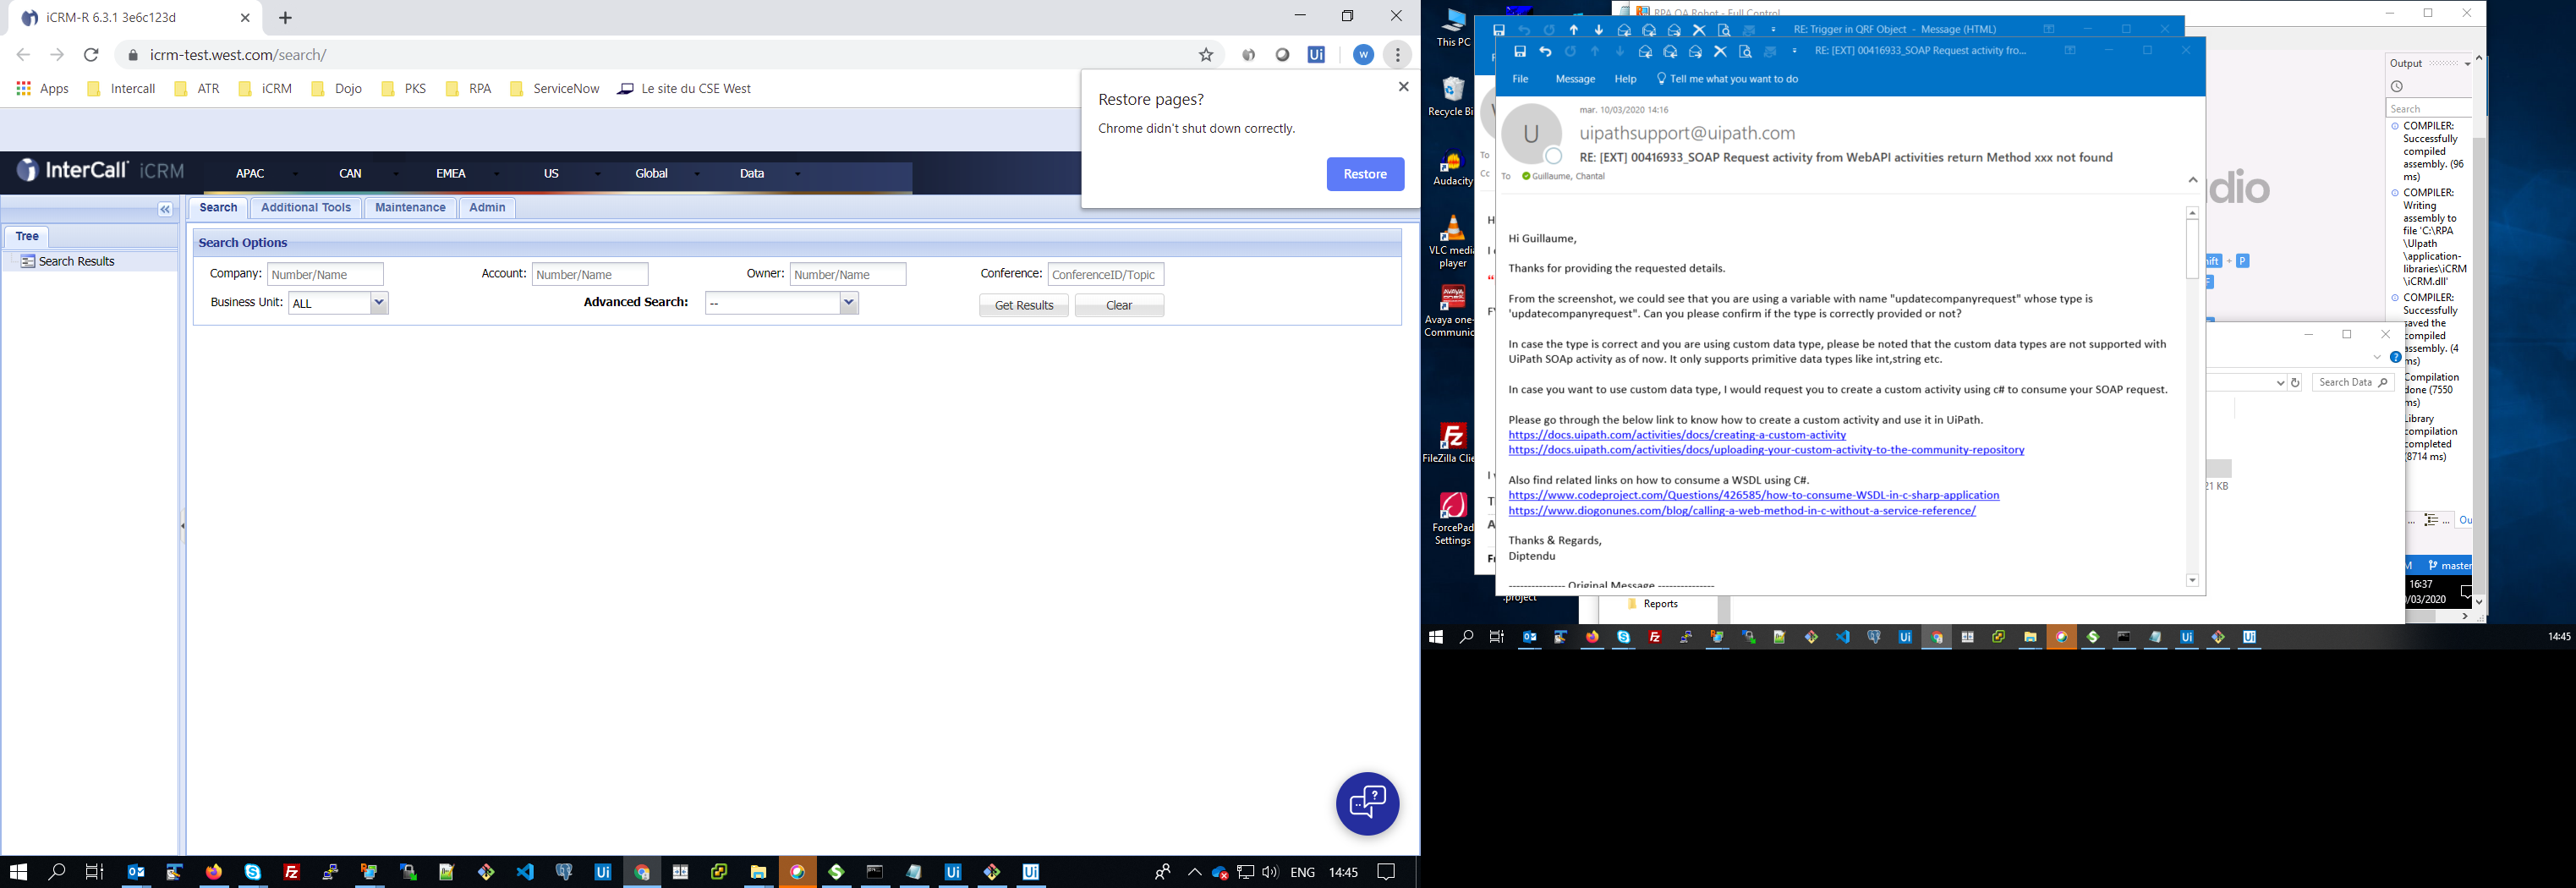 iCRM-R 6.3.1 3e6c123d
icrm-test.west.com/search/
Ui
W
Apps
Intercall
ATR
iCRM
Dojo
PKS
RPA
ServiceNow
Le site du CSE West
Restore pages?
Chrome didn't shut down correctly.
Restore
InterCall iCRM
APAC
CAN
EMEA
US
Global
Data
Search
Additional Tools
Maintenance
Admin
Tree
Search Results
Search Options
Company: Number/Name
Account: Number/Name
Owner: Number/Name
Conference: ConferenceID/Topic
Business Unit: ALL
Advanced Search: --
Get Results
Clear
ENG
14:45
This PC
Recycle Bi
Audacity
VLC media player
Avaya one-
Communic
FileZilla Clie
ForcePad
Settings
RPA QA Robot - Full Control
RE: Trigger in QRF Object - Message (HTML)
RE: [EXT] 00416933_SOAP Request activity fro...
File
Message
Help
Tell me what you want to do
mar. 10/03/2020 14:16
U
uipathsupport@uipath.com
RE: [EXT] 00416933_SOAP Request activity from WebAPI activities return Method xxx not found
To
Guillaume, Chantal
Hi Guillaume,
Thanks for providing the requested details.
From the screenshot, we could see that you are using a variable with name "updatecompanyrequest" whose type is
'updatecompanyrequest". Can you please confirm if the type is correctly provided or not?
In case the type is correct and you are using custom data type, please be noted that the custom data types are not supported with
UiPath SOAp activity as of now. It only supports primitive data types like int,string etc.
In case you want to use custom data type, I would request you to create a custom activity using c# to consume your SOAP request.
Please go through the below link to know how to create a custom activity and use it in UiPath.
https://docs.uipath.com/activities/docs/creating-a-custom-activity
https://docs.uipath.com/activities/docs/uploading-your-custom-activity-to-the-community-repository
Also find related links on how to consume a WSDL using C#.
https://www.codeproject.com/Questions/426585/how-to-consume-WSDL-in-c-sharp-application
https://www.diogonunes.com/blog/calling-a-web-method-in-c-without-a-service-reference/
Thanks & Regards,
Diptendu
--------------- Original Message ---------------
.project
Reports
To
Cc
dio
ift + P
Output
Search
COMPILER:
Successfully
compiled
assembly. (96
ms)
COMPILER:
Writing
assembly to
file 'C:\RPA
\UIpath
\application-
libraries\iCRM
\iCRM.dll'
COMPILER:
Successfully
saved the
compiled
assembly. (4
ms)
Compilation
done (7550
ms)
Library
compilation
completed
(8714 ms)
Search Data
21 KB
Ou
master
16:37
/03/2020
14:45